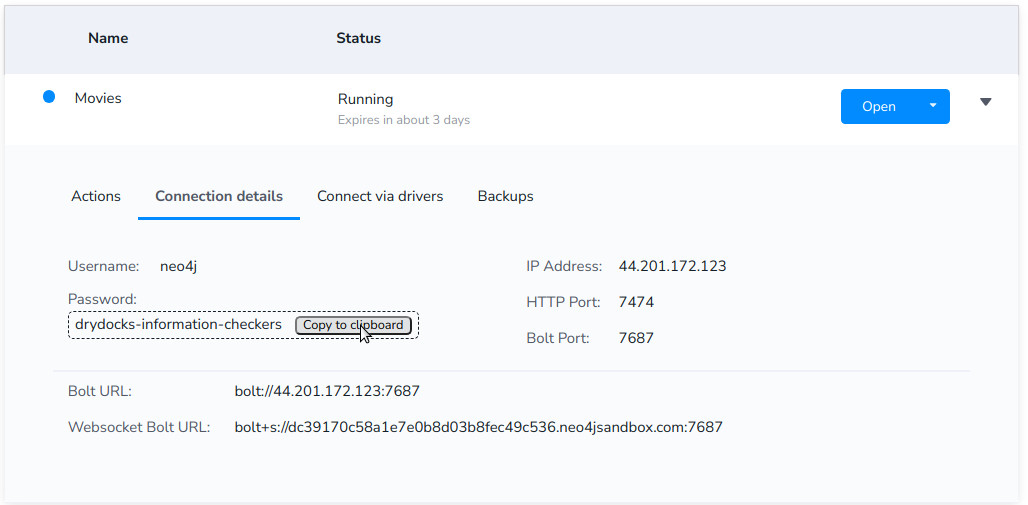 Name Status
Movies Running Open
Expires in about 3 days
Actions Connection details Connect via drivers Backups
Username: neo4j IP Address: 44.201.172.123
Password: HTTP Port: 7474
drydocks-information-checkers Copy to clipboard
Bolt Port: 7687
Bolt URL: bolt://44.201.172.123:7687
Websocket Bolt URL: bolt+s://dc39170c58a1e7e0b8d03b8fec49c536.neo4jsandbox.com:7687